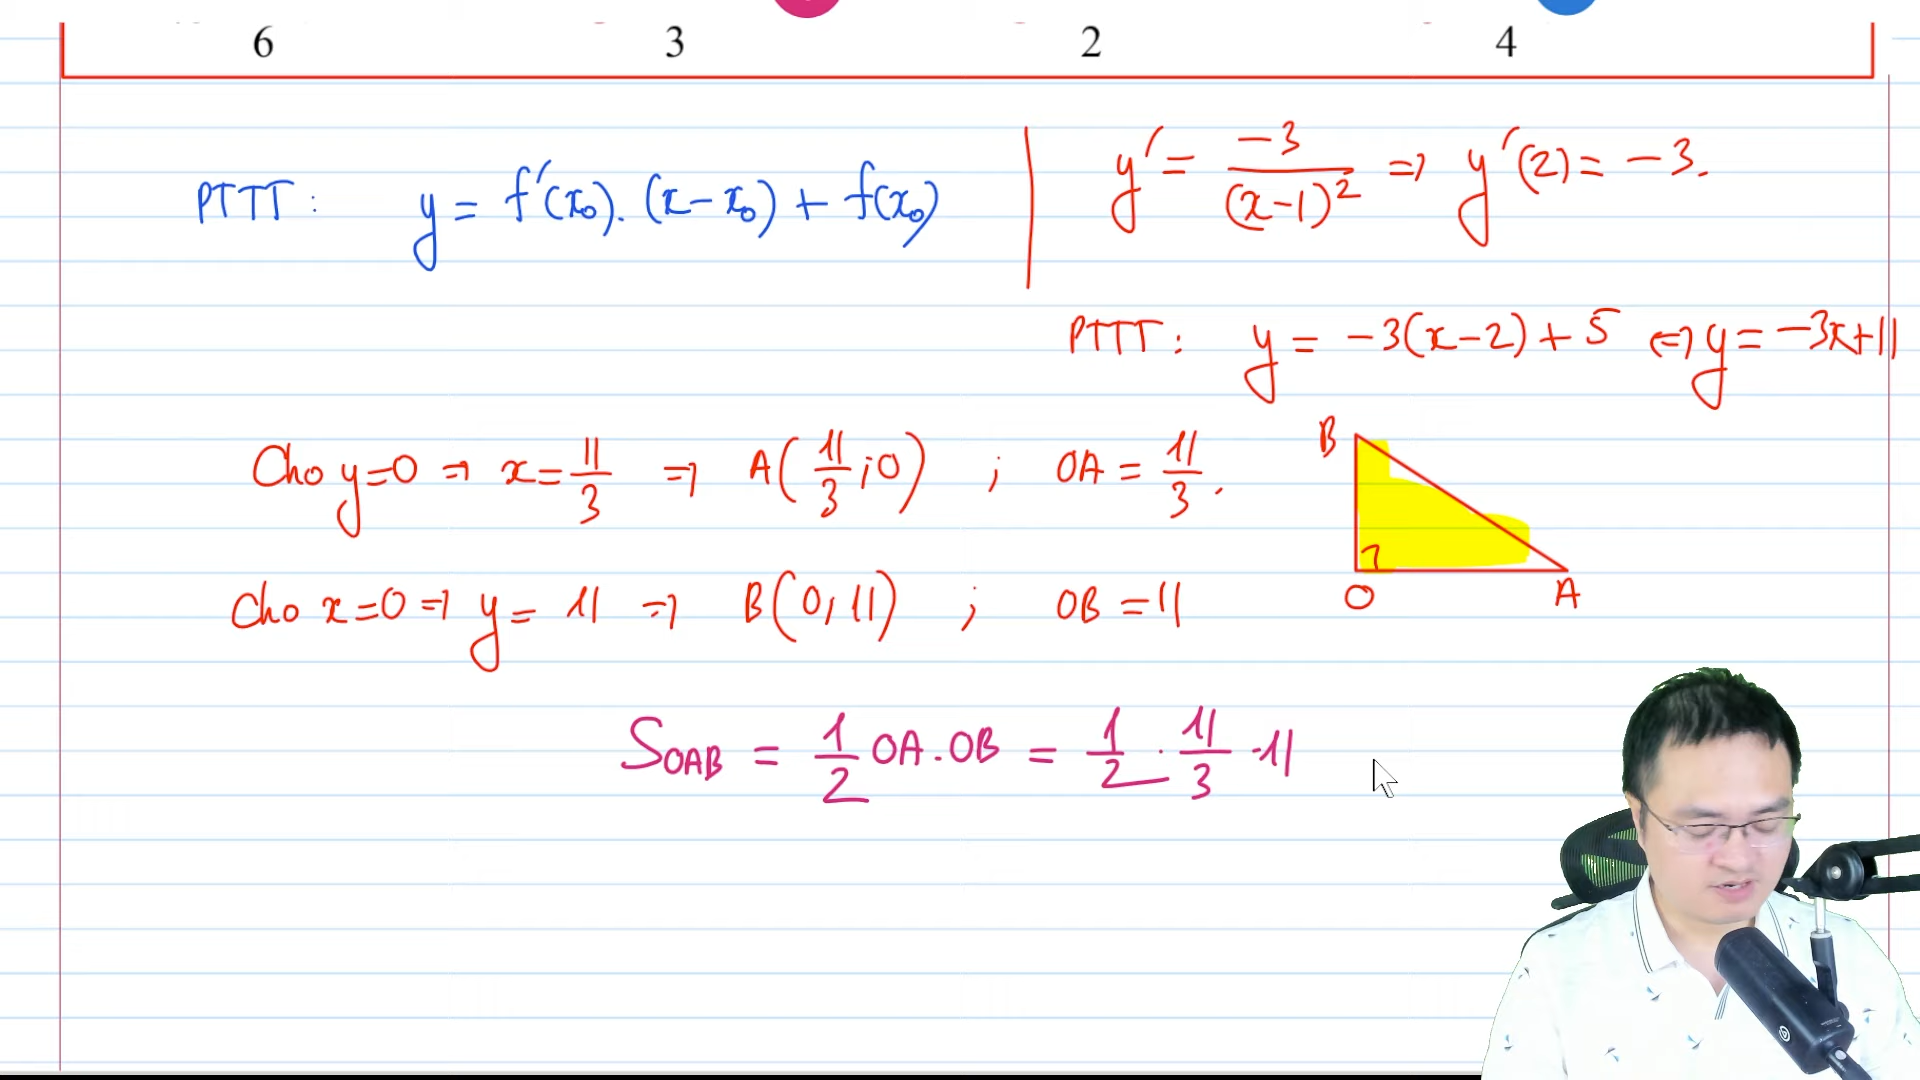 6 3 2 4
PTTT : y = f'(x₀). (x-x₀) + f(x₀)
y' = -3/(x-1)² => y'(2) = -3.
PTTT : y = -3(x-2)+5 <=> y = -3x+11
Cho y=0 => x = 11/3 => A(11/3;0) ; OA = 11/3.
B
Cho x=0 => y = 11 => B(0,11) ; OB = 11
O A
S_OAB = 1/2 OA.OB = 1/2 . 11/3 .11